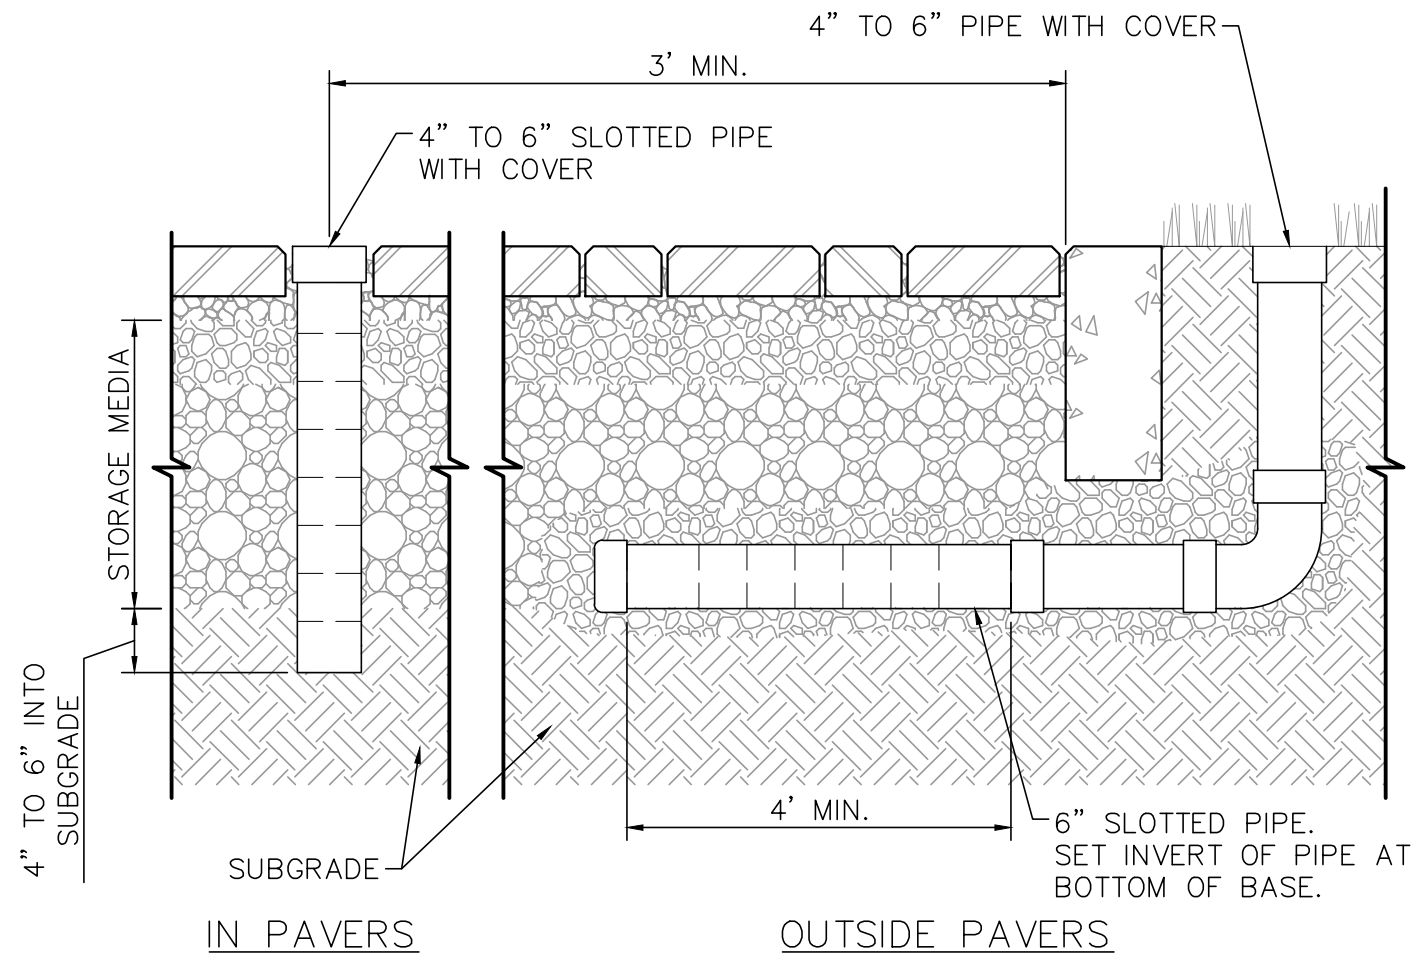 4” TO 6” PIPE WITH COVER
3’ MIN.
4” TO 6” SLOTTED PIPE
WITH COVER
STORAGE MEDIA
4” TO 6” INTO
SUBGRADE
4’ MIN.
6” SLOTTED PIPE.
SET INVERT OF PIPE AT
BOTTOM OF BASE.
SUBGRADE
IN PAVERS
OUTSIDE PAVERS